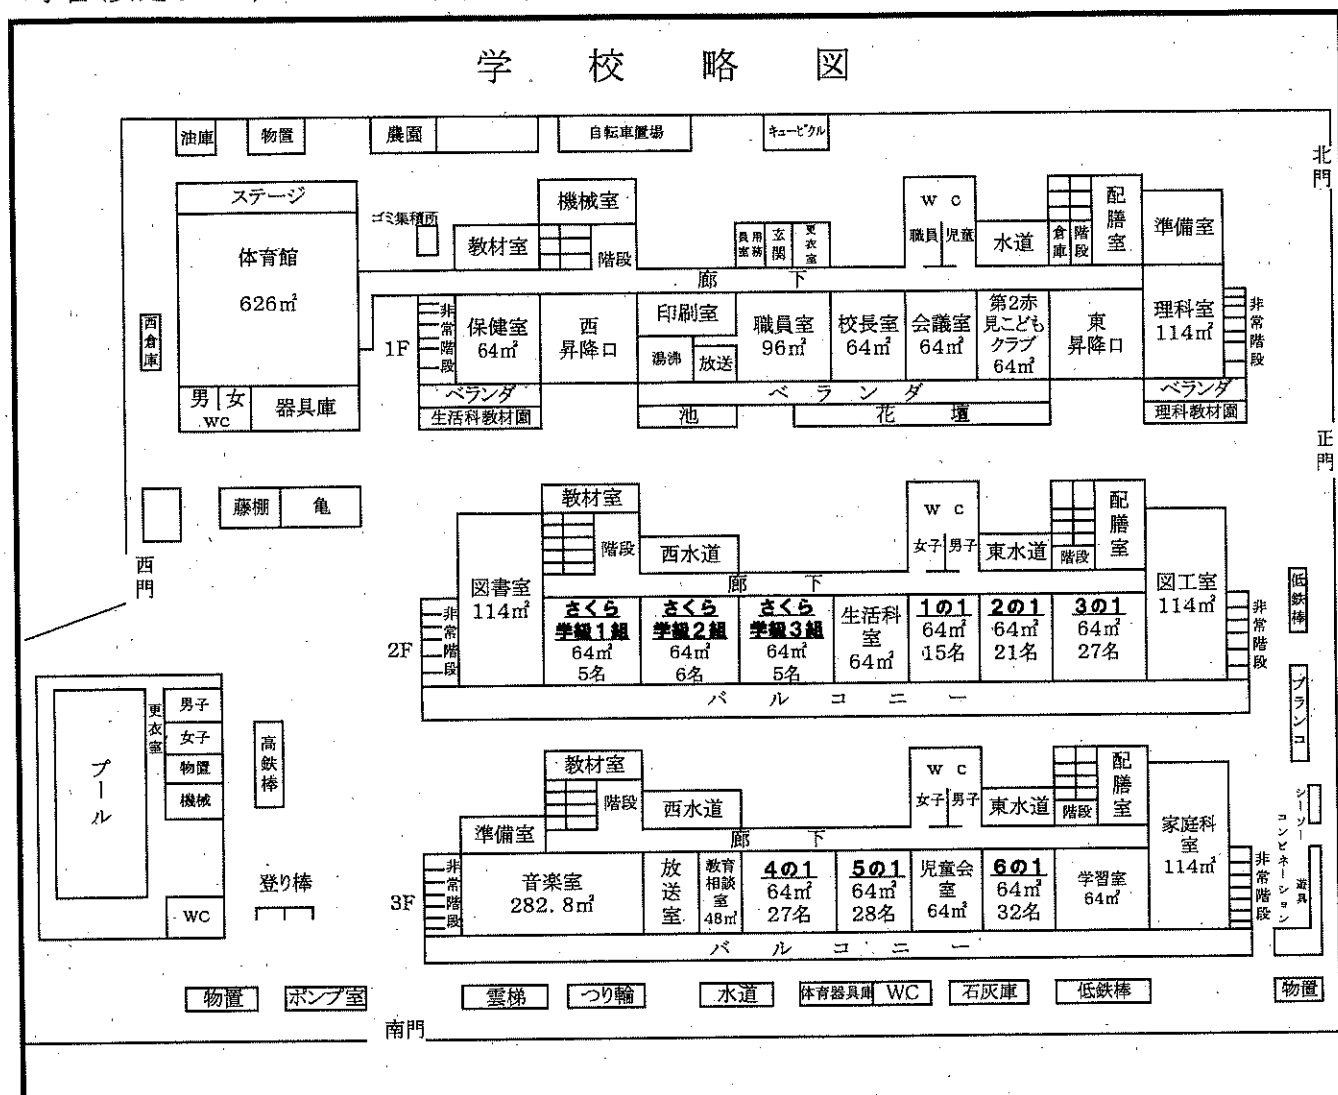 学校略図
油庫
物置
農園
自転車置場
キュービクル
北門
ステージ
体育館
626㎡
ゴミ集積所
機械室
教材室
階段
用務員室
玄関
更衣室
WC
職員
児童
水道
倉庫
階段
配膳室
準備室
廊下
西倉庫
1F
非常階段
保健室
64㎡
西
昇降口
印刷室
湯沸
放送
職員室
96㎡
校長室
64㎡
会議室
64㎡
第2赤
見こども
クラブ
64㎡
東
昇降口
理科室
114㎡
非常階段
男
女
WC
器具庫
ベランダ
生活科教材園
ベランダ
池
花壇
ベランダ
理科教材園
正門
藤棚
亀
西門
教材室
階段
西水道
WC
女子
男子
東水道
階段
配膳室
廊下
2F
非常階段
図書室
114㎡
さくら
学級1組
64㎡
5名
さくら
学級2組
64㎡
6名
さくら
学級3組
64㎡
5名
生活科
室
64㎡
1の1
64㎡
15名
2の1
64㎡
21名
3の1
64㎡
27名
図工室
114㎡
非常階段
バルコニー
低鉄棒
ブランコ
シーソー
コンビネーション
遊具
プール
更衣室
男子
女子
物置
機械
WC
高鉄棒
登り棒
教材室
階段
西水道
WC
女子
男子
東水道
階段
配膳室
準備室
廊下
3F
非常階段
音楽室
282.8㎡
放送室
教育
相談
室
48㎡
4の1
64㎡
27名
5の1
64㎡
28名
児童会
室
64㎡
6の1
64㎡
32名
学習室
64㎡
家庭科
室
114㎡
非常階段
バルコニー
物置
ポンプ室
雲梯
つり輪
水道
体育器具庫
WC
石灰庫
低鉄棒
物置
南門